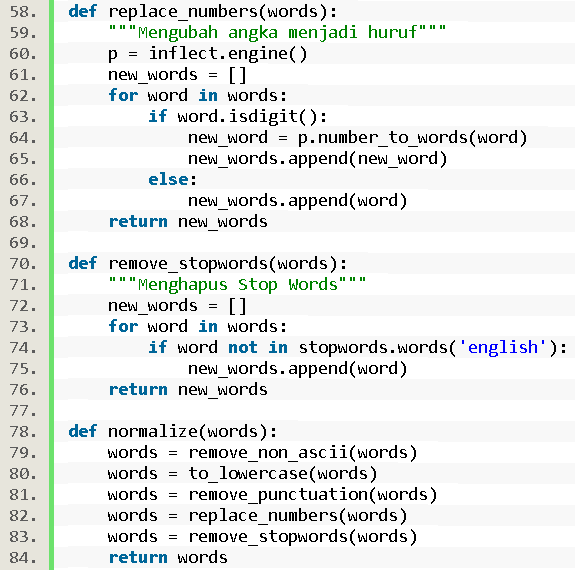 58. def replace_numbers(words):
59.     """Mengubah angka menjadi huruf"""
60.     p = inflect.engine()
61.     new_words = []
62.     for word in words:
63.         if word.isdigit():
64.             new_word = p.number_to_words(word)
65.             new_words.append(new_word)
66.         else:
67.             new_words.append(word)
68.     return new_words
69.
70. def remove_stopwords(words):
71.     """Menghapus Stop Words"""
72.     new_words = []
73.     for word in words:
74.         if word not in stopwords.words('english'):
75.             new_words.append(word)
76.     return new_words
77.
78. def normalize(words):
79.     words = remove_non_ascii(words)
80.     words = to_lowercase(words)
81.     words = remove_punctuation(words)
82.     words = replace_numbers(words)
83.     words = remove_stopwords(words)
84.     return words